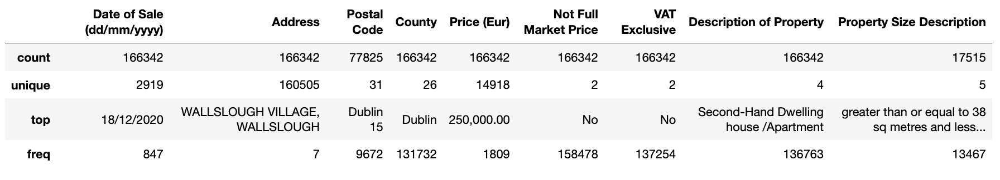 Date of Sale (dd/mm/yyyy) Address Postal Code County Price (Eur) Not Full Market Price VAT Exclusive Description of Property Property Size Description
count 166342 166342 77825 166342 166342 166342 166342 166342 17515
unique 2919 160505 31 26 14918 2 2 4 5
top 18/12/2020 WALLSLOUGH VILLAGE, WALLSLOUGH Dublin 15 Dublin 250,000.00 No No Second-Hand Dwelling house /Apartment greater than or equal to 38 sq metres and less...
freq 847 7 9672 131732 1809 158478 137254 136763 13467